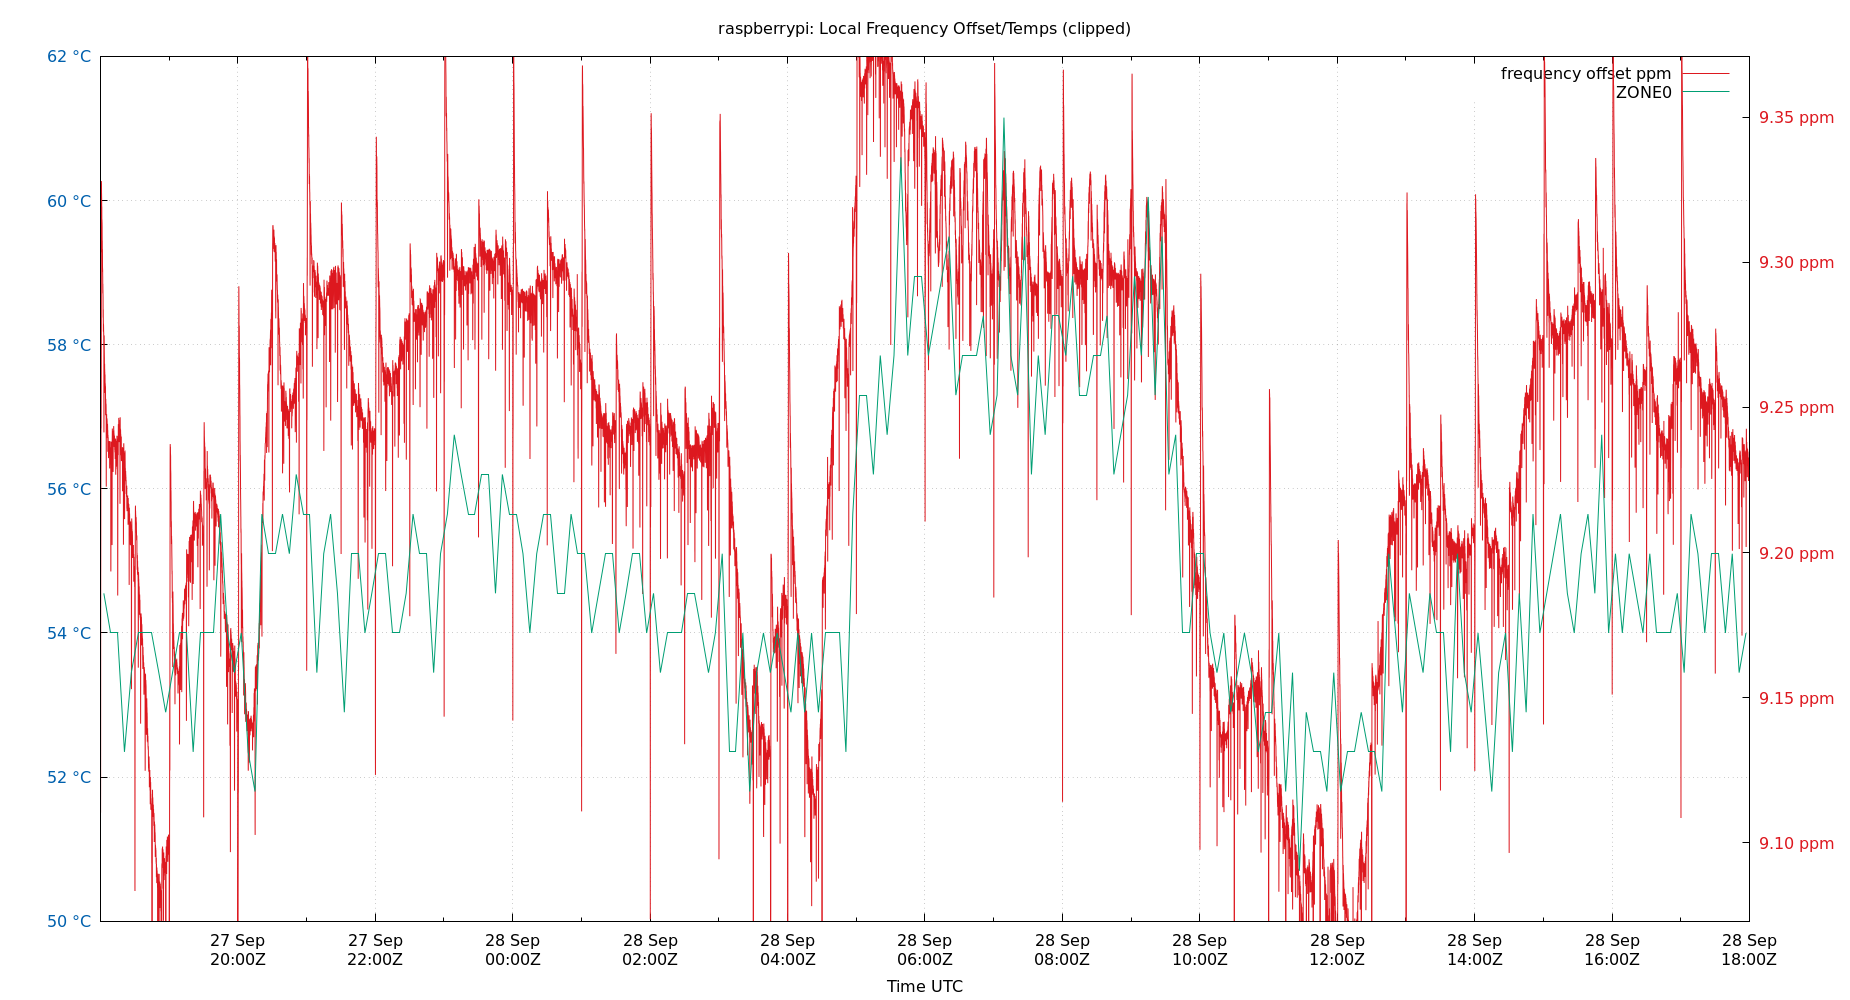 raspberrypi: Local Frequency Offset/Temps (clipped)
62 °C
60 °C
58 °C
56 °C
54 °C
52 °C
50 °C
frequency offset ppm
ZONE0
9.35 ppm
9.30 ppm
9.25 ppm
9.20 ppm
9.15 ppm
9.10 ppm
27 Sep
20:00Z
27 Sep
22:00Z
28 Sep
00:00Z
28 Sep
02:00Z
28 Sep
04:00Z
28 Sep
06:00Z
28 Sep
08:00Z
28 Sep
10:00Z
28 Sep
12:00Z
28 Sep
14:00Z
28 Sep
16:00Z
28 Sep
18:00Z
Time UTC